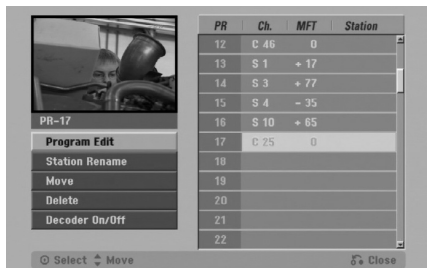 PR Ch. MFT Station
12 C 46 0
13 S 1 + 17
14 S 3 + 77
15 S 4 - 35
16 S 10 + 65
17 C 25 0
18
19
20
21
22
PR-17
Program Edit
Station Rename
Move
Delete
Decoder On/Off
Select Move Close